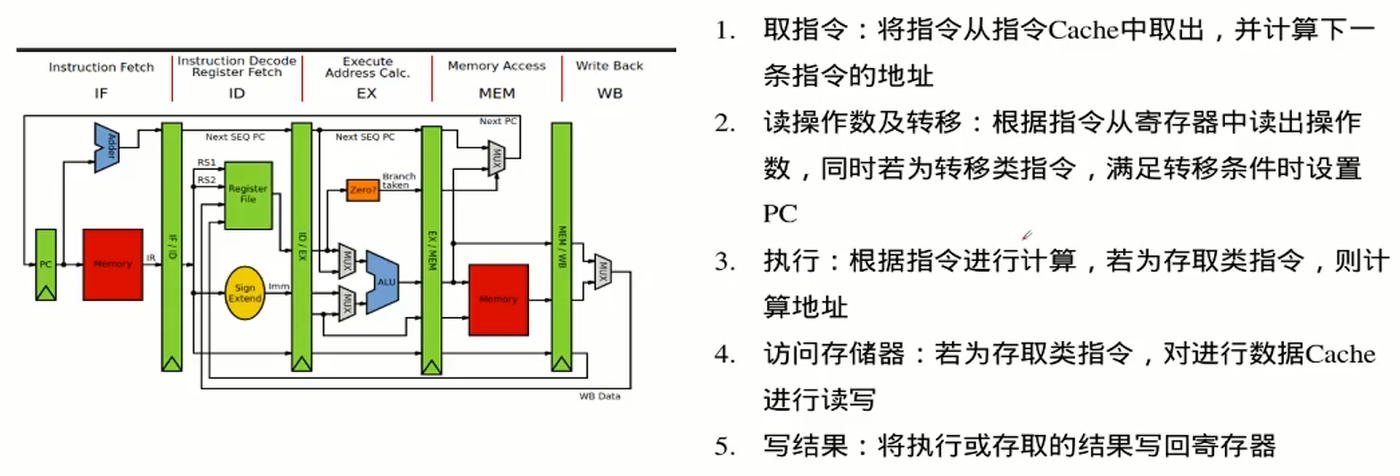 Instruction Fetch
IF
Instruction Decode
Register Fetch
ID
Execute
Address Calc.
EX
Memory Access
MEM
Write Back
WB
Next PC
Adder
Next SEQ PC
Next SEQ PC
MUX
RS1
RS2
Register
File
Zero?
Branch
taken
PC
Memory
IR
IF / ID
ID / EX
EX / MEM
MEM / WB
MUX
MUX
ALU
Memory
MUX
Sign
Extend
Imm
WB Data
1. 取指令：将指令从指令Cache中取出，并计算下一
条指令的地址
2. 读操作数及转移：根据指令从寄存器中读出操作
数，同时若为转移类指令，满足转移条件时设置
PC
3. 执行：根据指令进行计算，若为存取类指令，则计
算地址
4. 访问存储器：若为存取类指令，对进行数据Cache
进行读写
5. 写结果：将执行或存取的结果写回寄存器